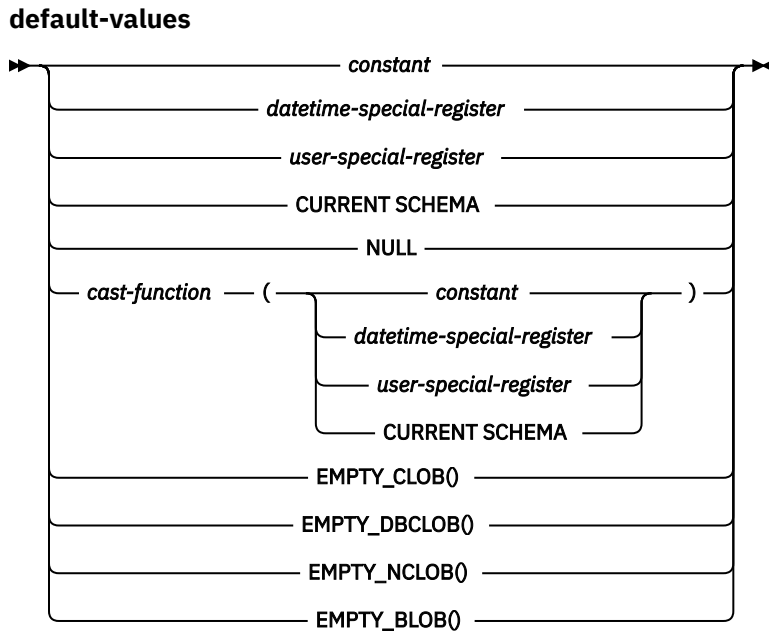 default-values
constant
datetime-special-register
user-special-register
CURRENT SCHEMA
NULL
cast-function ( constant )
datetime-special-register
user-special-register
CURRENT SCHEMA
EMPTY_CLOB()
EMPTY_DBCLOB()
EMPTY_NCLOB()
EMPTY_BLOB()